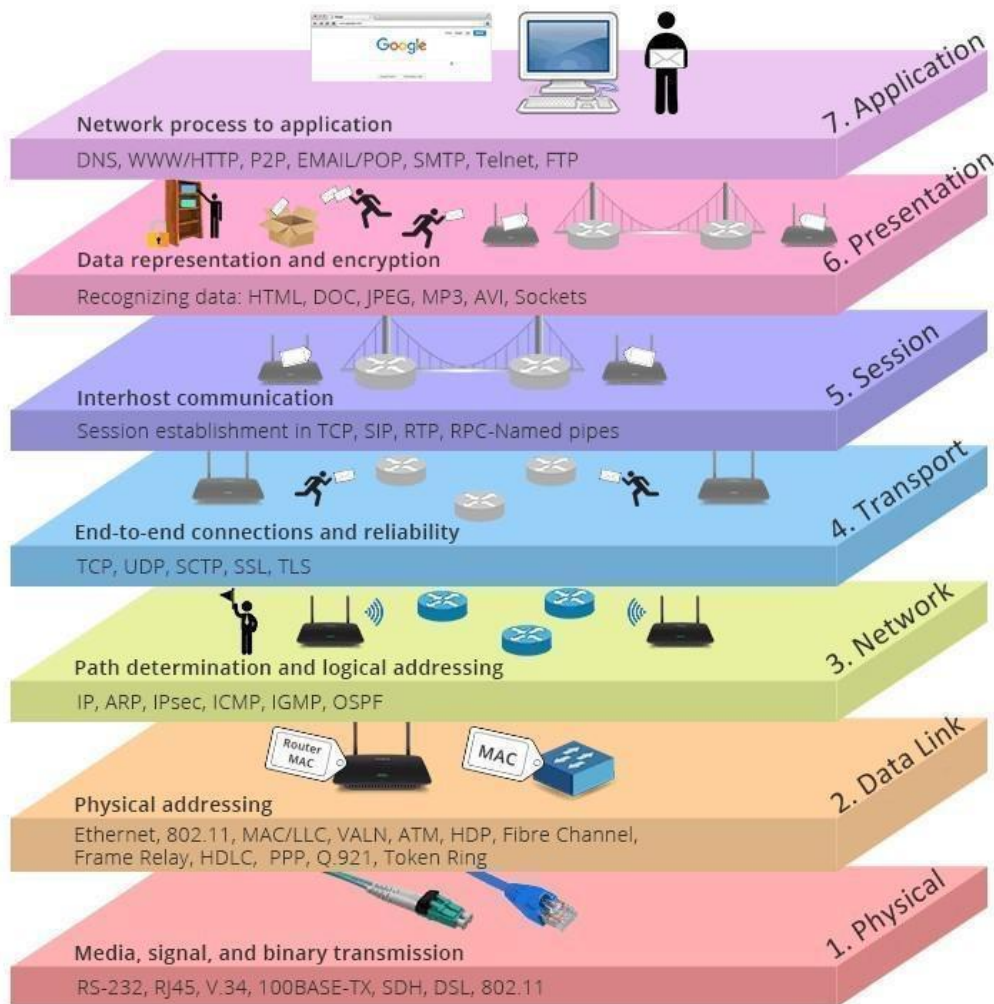 Google
7. Application
Network process to application
DNS, WWW/HTTP, P2P, EMAIL/POP, SMTP, Telnet, FTP
6. Presentation
Data representation and encryption
Recognizing data: HTML, DOC, JPEG, MP3, AVI, Sockets
5. Session
Interhost communication
Session establishment in TCP, SIP, RTP, RPC-Named pipes
4. Transport
End-to-end connections and reliability
TCP, UDP, SCTP, SSL, TLS
3. Network
Path determination and logical addressing
IP, ARP, IPsec, ICMP, IGMP, OSPF
2. Data Link
Router
MAC
MAC
Physical addressing
Ethernet, 802.11, MAC/LLC, VALN, ATM, HDP, Fibre Channel,
Frame Relay, HDLC, PPP, Q.921, Token Ring
1. Physical
Media, signal, and binary transmission
RS-232, RJ45, V.34, 100BASE-TX, SDH, DSL, 802.11